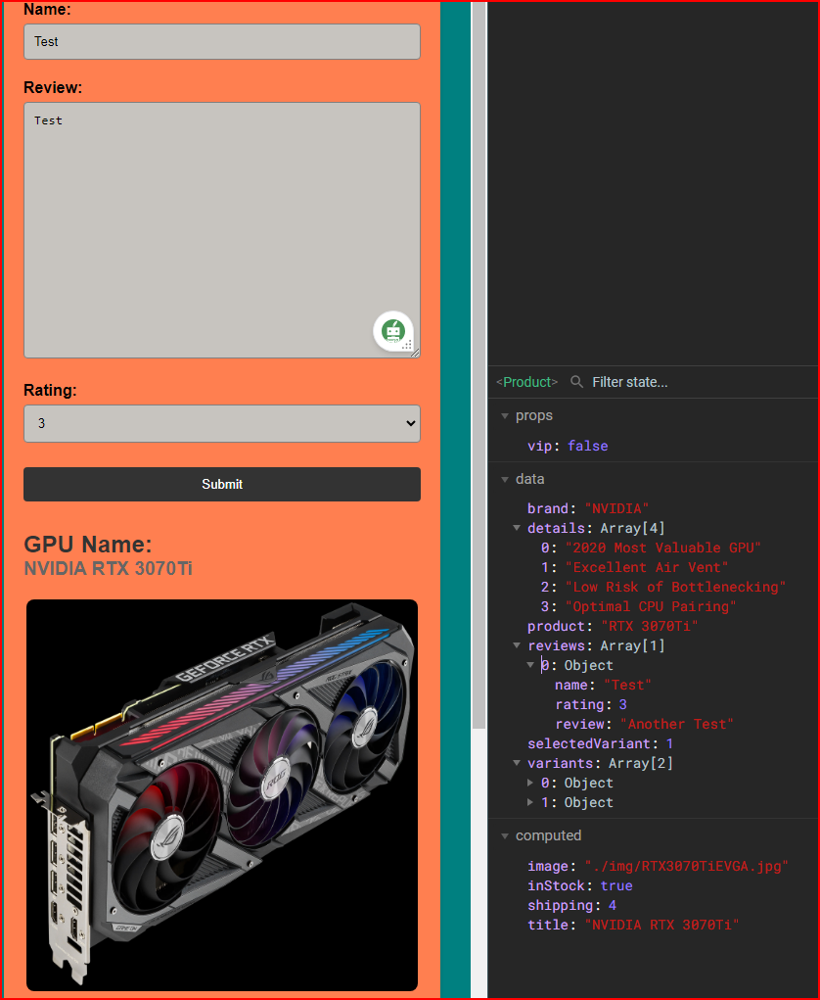 Name:
Test
Review:
Test
Rating:
3
Submit
GPU Name:
NVIDIA RTX 3070Ti
GEFORCE RTX
ROG
<Product> Filter state...
props
vip: false
data
brand: "NVIDIA"
details: Array[4]
0: "2020 Most Valuable GPU"
1: "Excellent Air Vent"
2: "Low Risk of Bottlenecking"
3: "Optimal CPU Pairing"
product: "RTX 3070Ti"
reviews: Array[1]
0: Object
name: "Test"
rating: 3
review: "Another Test"
selectedVariant: 1
variants: Array[2]
0: Object
1: Object
computed
image: "./img/RTX3070TiEVGA.jpg"
inStock: true
shipping: 4
title: "NVIDIA RTX 3070Ti"